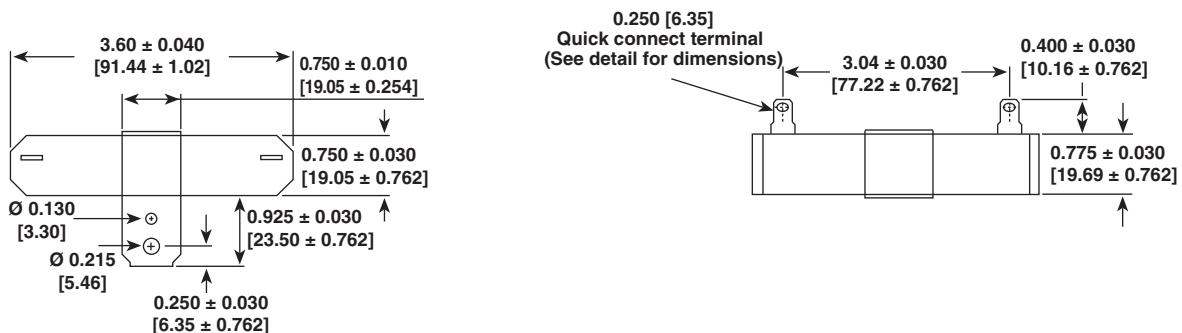 3.60 ± 0.040
[91.44 ± 1.02]
0.750 ± 0.010
[19.05 ± 0.254]
0.750 ± 0.030
[19.05 ± 0.762]
Ø 0.130
[3.30]
0.925 ± 0.030
[23.50 ± 0.762]
Ø 0.215
[5.46]
0.250 ± 0.030
[6.35 ± 0.762]
0.250 [6.35]
Quick connect terminal
(See detail for dimensions)
3.04 ± 0.030
[77.22 ± 0.762]
0.400 ± 0.030
[10.16 ± 0.762]
0.775 ± 0.030
[19.69 ± 0.762]